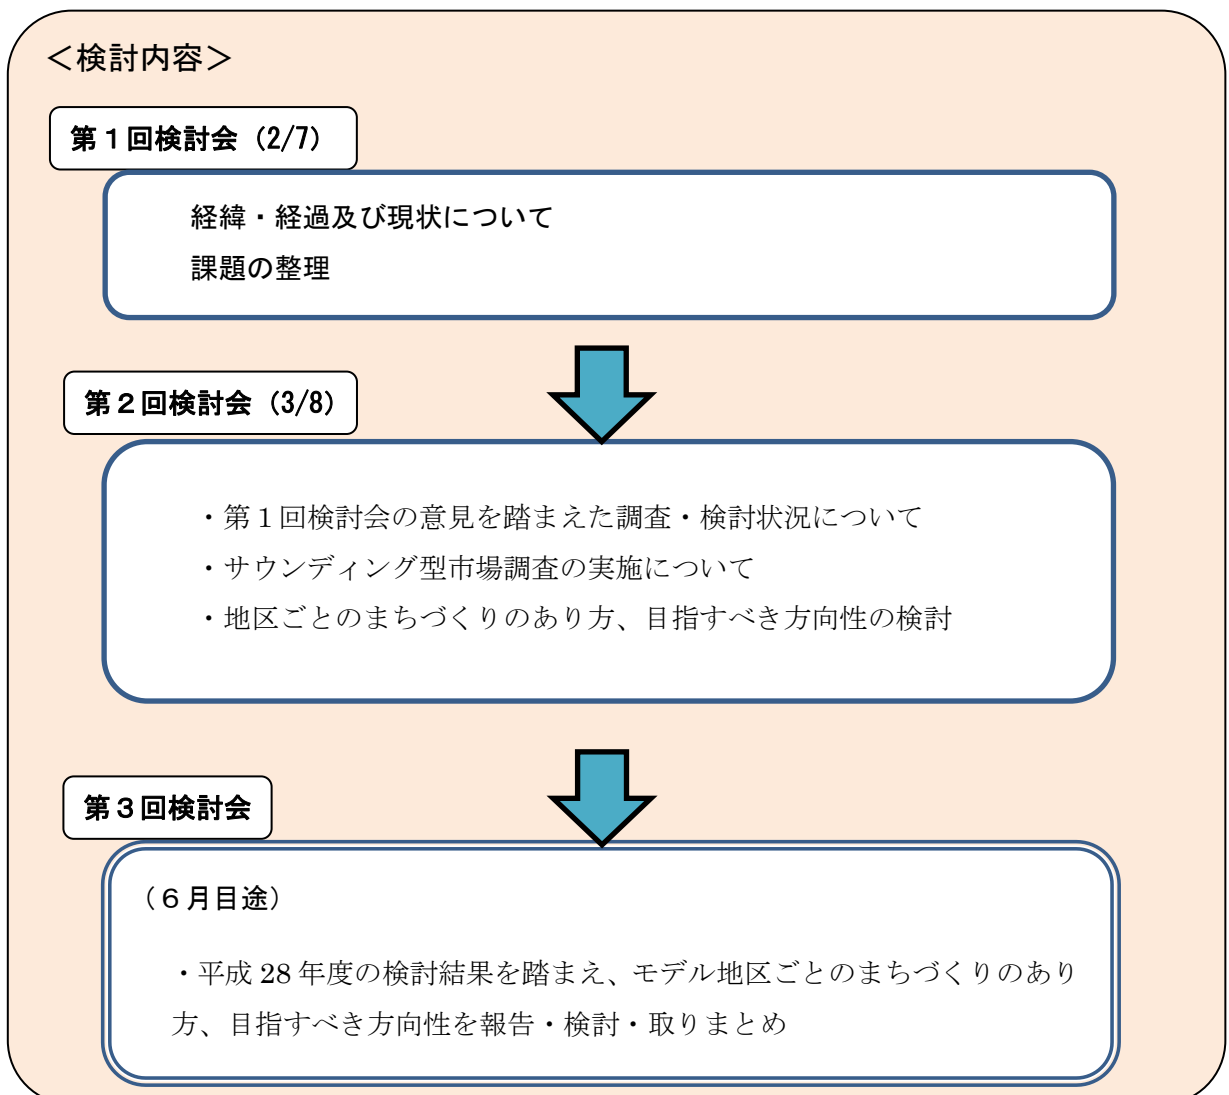 ＜検討内容＞
第１回検討会（2/7）
経緯・経過及び現状について
課題の整理
第２回検討会（3/8）
・第１回検討会の意見を踏まえた調査・検討状況について
・サウンディング型市場調査の実施について
・地区ごとのまちづくりのあり方、目指すべき方向性の検討
第３回検討会
（６月目途）
・平成 28 年度の検討結果を踏まえ、モデル地区ごとのまちづくりのあり
方、目指すべき方向性を報告・検討・取りまとめ